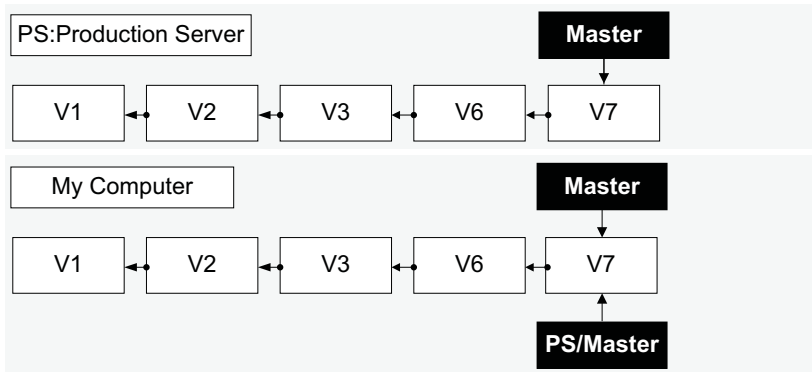 PS:Production Server
Master
V1 V2 V3 V6 V7
My Computer
Master
V1 V2 V3 V6 V7
PS/Master